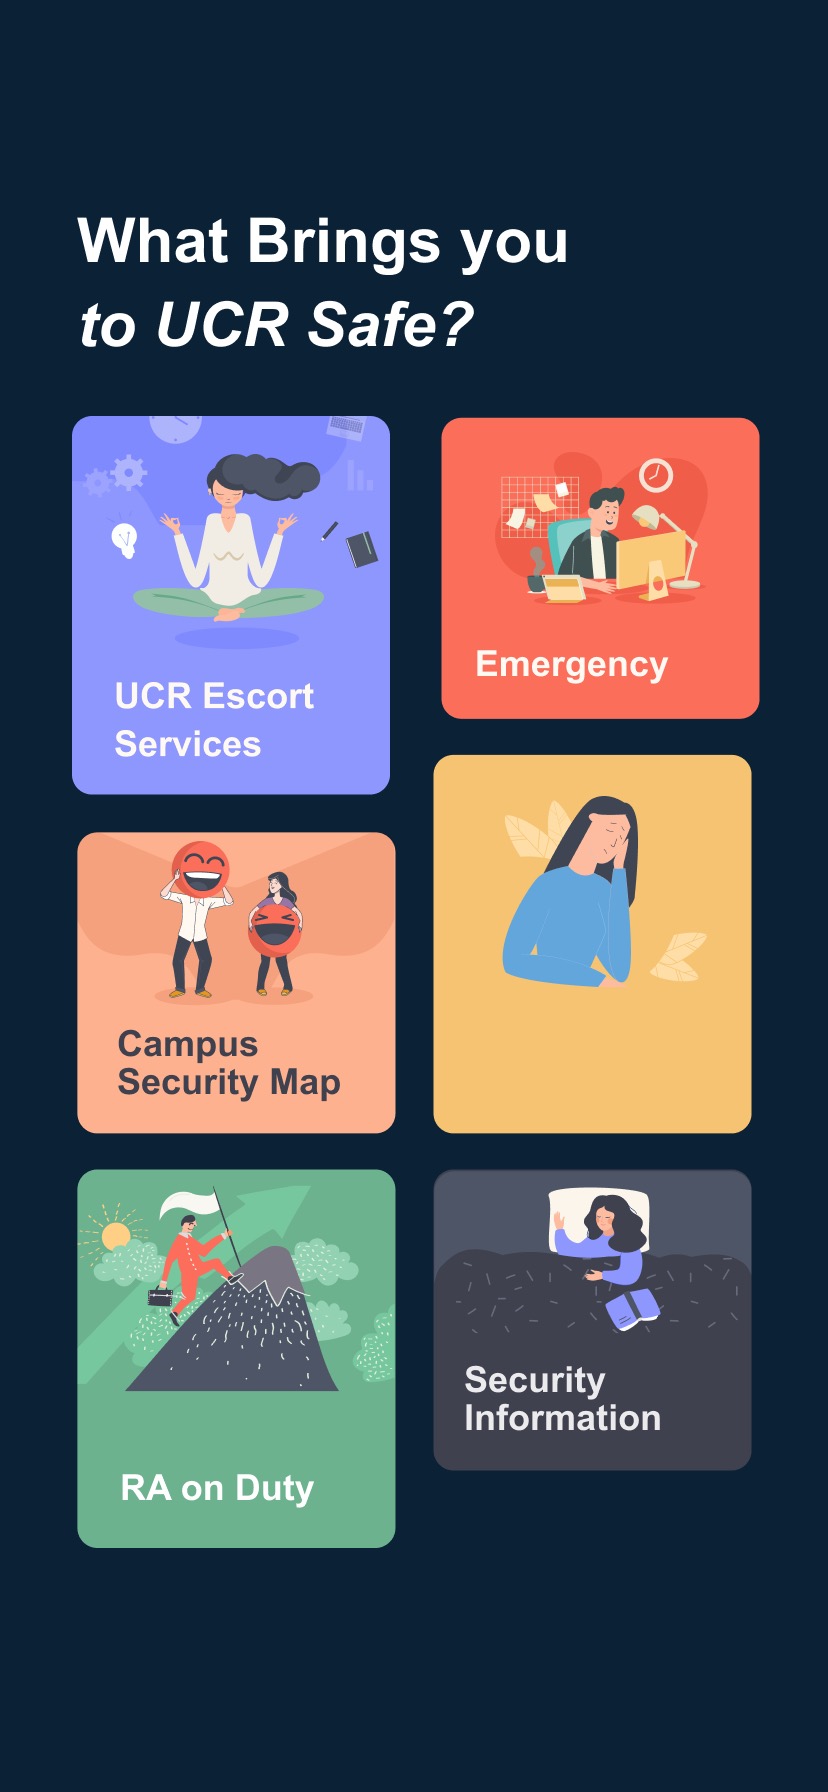 What Brings you
to UCR Safe?
UCR Escort
Services
Emergency
Campus
Security Map
RA on Duty
Security
Information